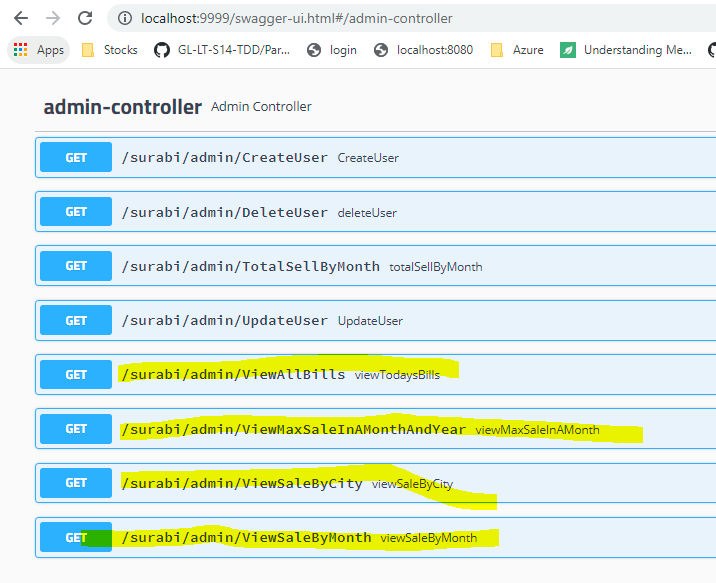 localhost:9999/swagger-ui.html#/admin-controller
Apps Stocks GL-LT-S14-TDD/Par... login localhost:8080 Azure Understanding Me...
admin-controller Admin Controller
GET /surabi/admin/CreateUser CreateUser
GET /surabi/admin/DeleteUser deleteUser
GET /surabi/admin/TotalSellByMonth totalSellByMonth
GET /surabi/admin/UpdateUser UpdateUser
GET /surabi/admin/ViewAllBills viewTodaysBills
GET /surabi/admin/ViewMaxSaleInAMonthAndYear viewMaxSaleInAMonth
GET /surabi/admin/ViewSaleByCity viewSaleByCity
GET /surabi/admin/ViewSaleByMonth viewSaleByMonth